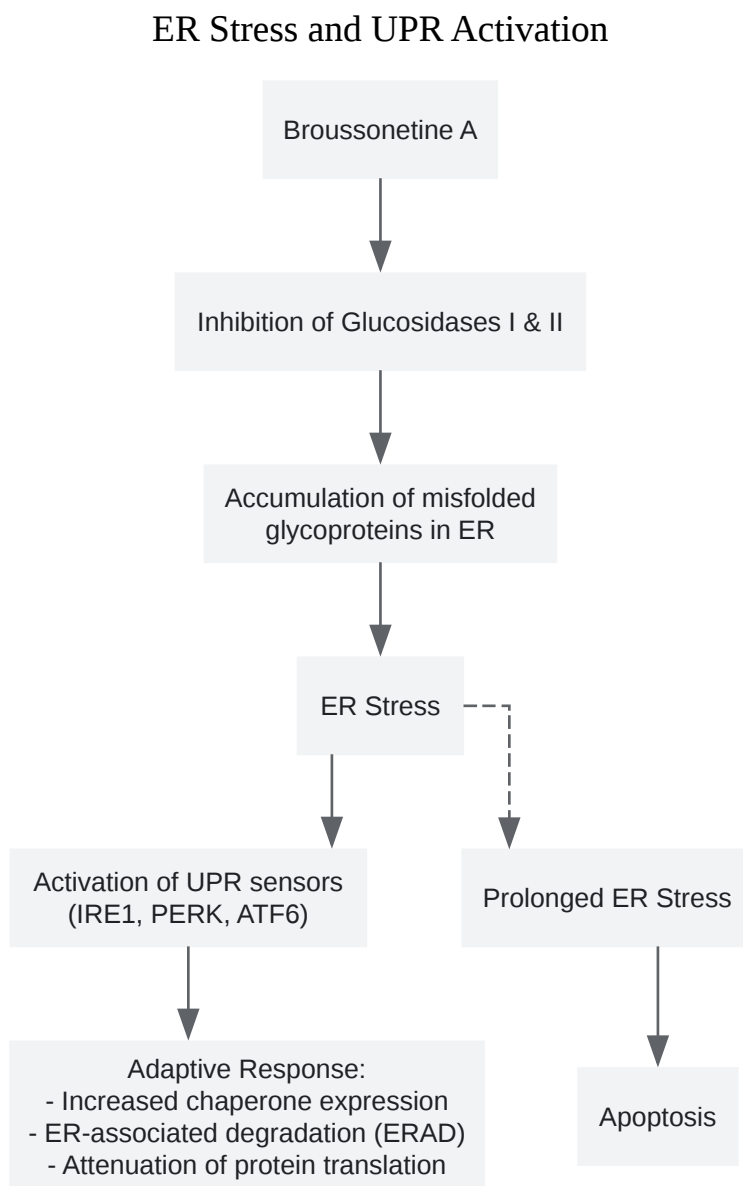 ER Stress and UPR Activation
Broussonetine A
Inhibition of Glucosidases I & II
Accumulation of misfolded
glycoproteins in ER
ER Stress
Activation of UPR sensors
(IRE1, PERK, ATF6)
Prolonged ER Stress
Adaptive Response:
- Increased chaperone expression
- ER-associated degradation (ERAD)
- Attenuation of protein translation
Apoptosis